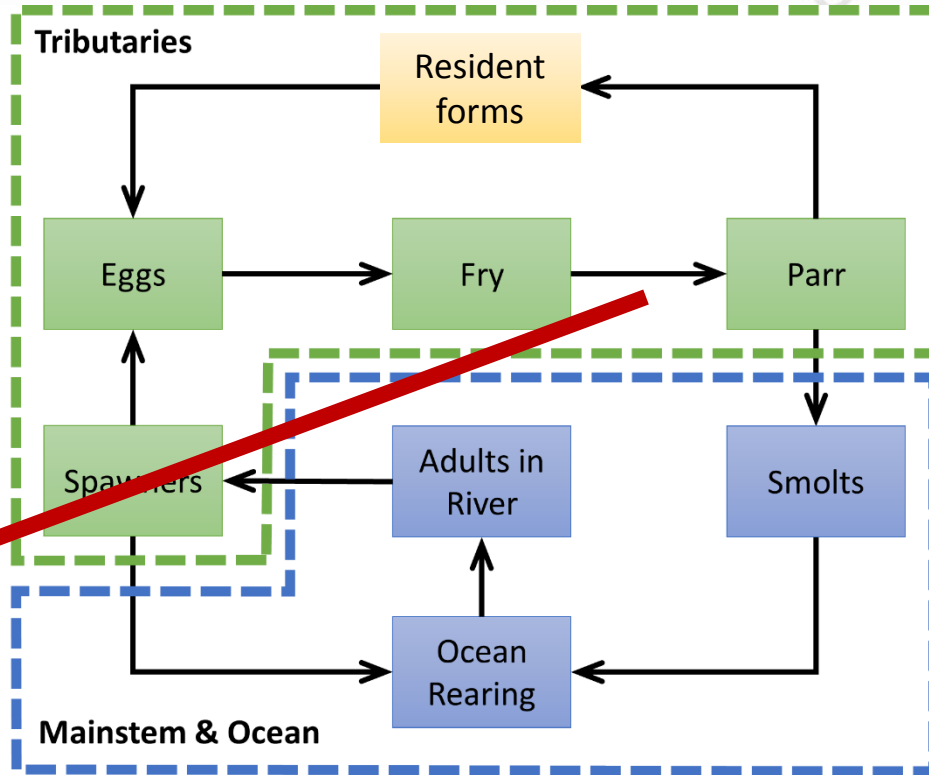 Tributaries
Resident
forms
Eggs
Fry
Parr
Spawners
Adults in
River
Smolts
Ocean
Rearing
Mainstem & Ocean